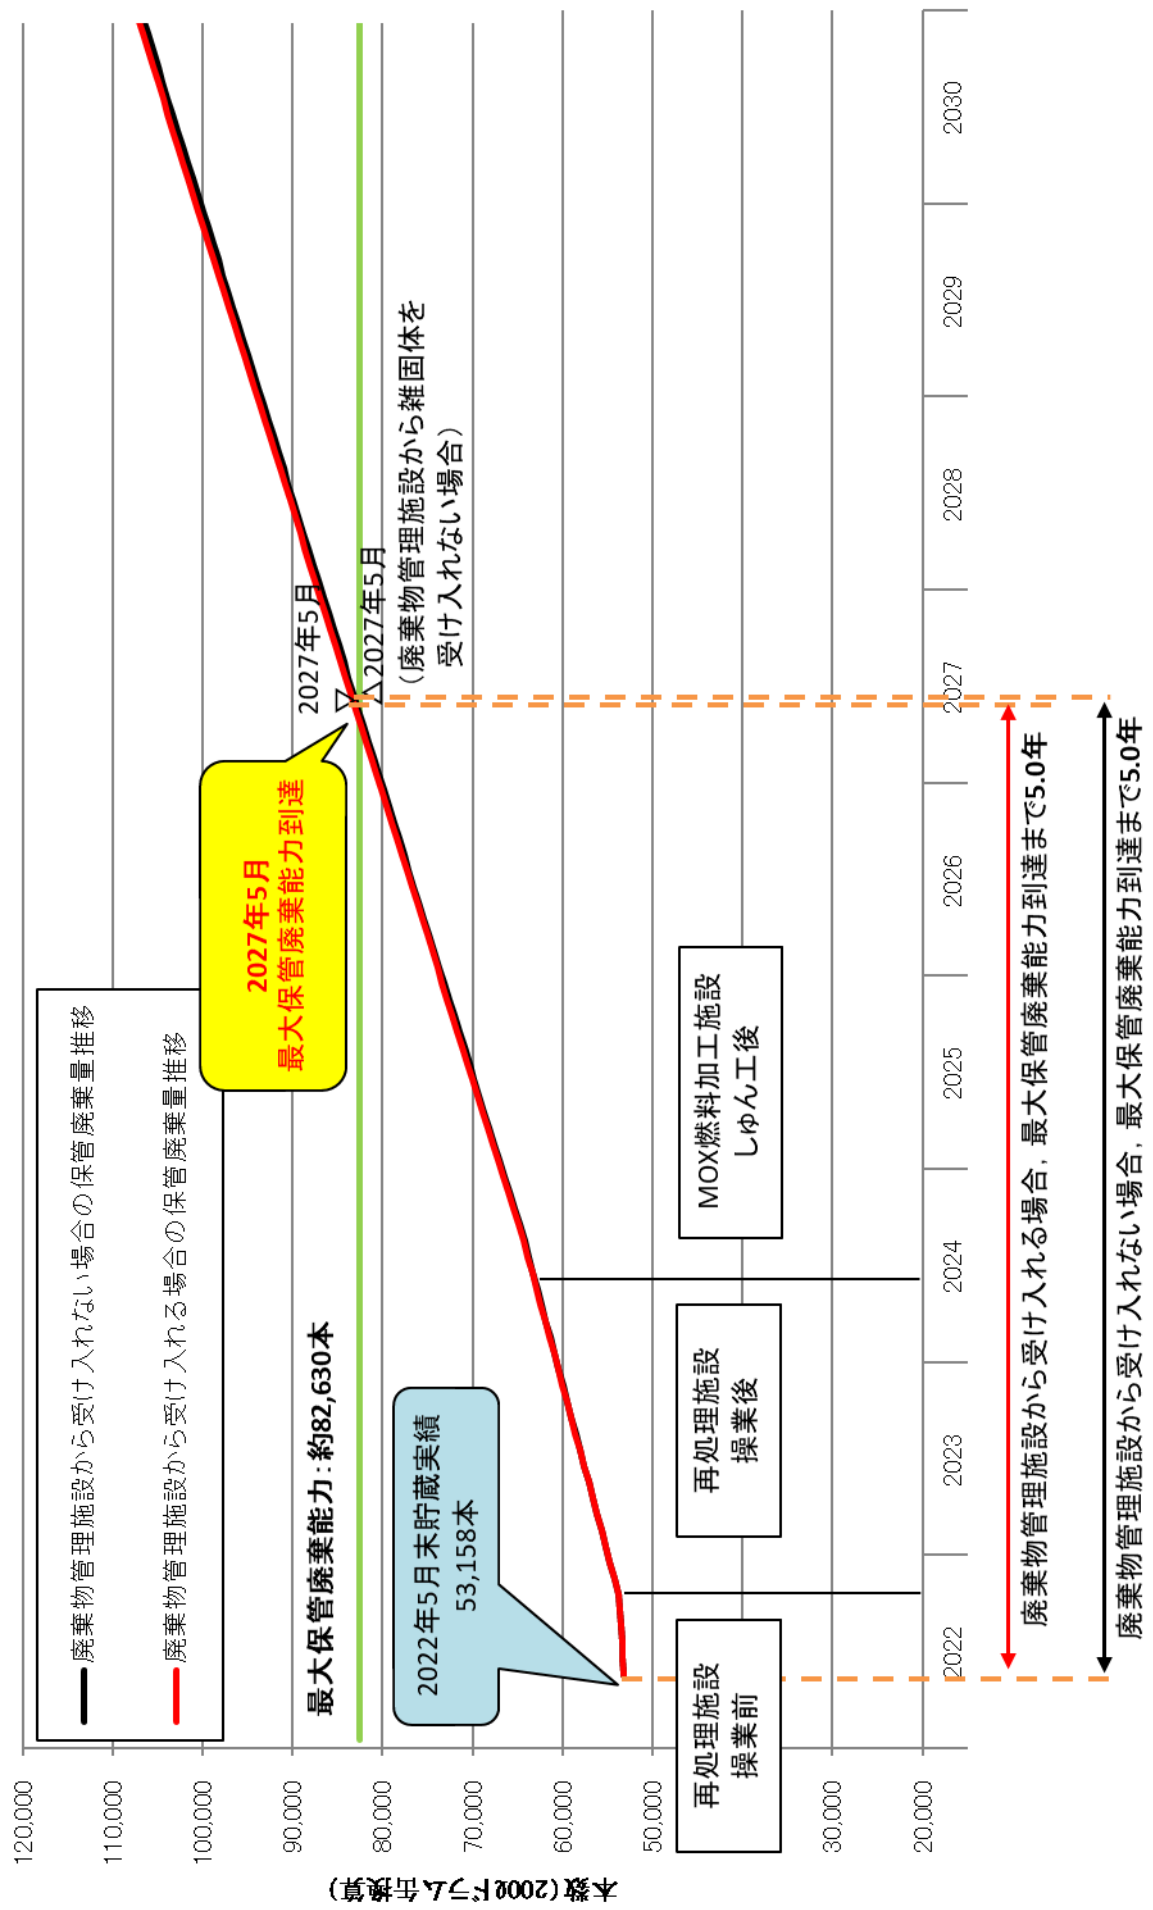 廃棄物管理施設から受け入れない場合の保管廃棄量推移
廃棄物管理施設から受け入れる場合の保管廃棄量推移
2027年5月
最大保管廃棄能力到達
最大保管廃棄能力：約82,630本
2022年5月末貯蔵実績
53,158本
▽
2027年5月
△2027年5月
（廃棄物管理施設から雑固体を
受け入れない場合）
再処理施設
操業前
再処理施設
操業後
MOX燃料加工施設
しゅん工後
本数（200ℓドラム缶換算）
120,000
110,000
100,000
90,000
80,000
70,000
60,000
50,000
30,000
20,000
2022
2023
2024
2025
2026
2027
2028
2029
2030
廃棄物管理施設から受け入れる場合，最大保管廃棄能力到達まで5.0年
廃棄物管理施設から受け入れない場合，最大保管廃棄能力到達まで5.0年